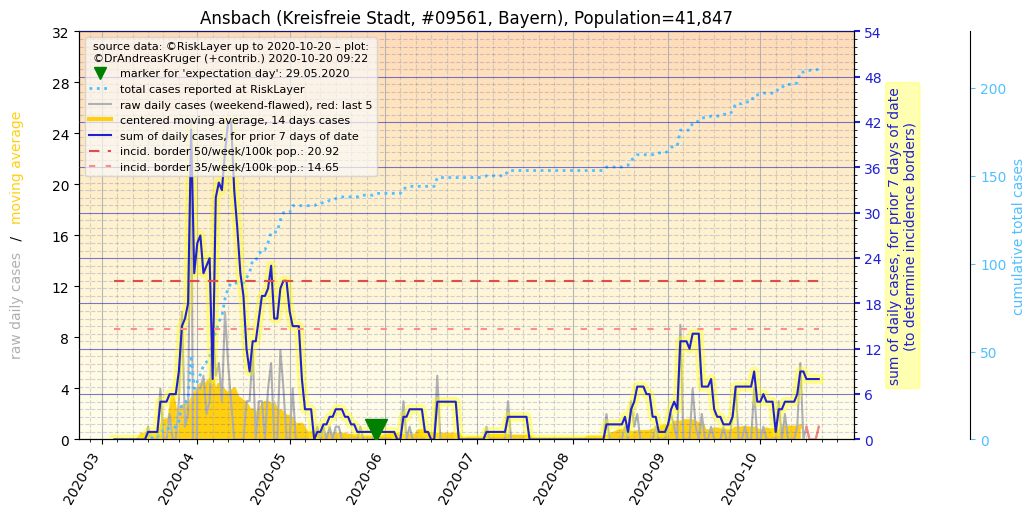 Ansbach (Kreisfreie Stadt, #09561, Bayern), Population=41,847
source data: ©RiskLayer up to 2020-10-20 – plot:
©DrAndreasKruger (+contrib.) 2020-10-20 09:22
marker for 'expectation day': 29.05.2020
total cases reported at RiskLayer
raw daily cases (weekend-flawed), red: last 5
centered moving average, 14 days cases
sum of daily cases, for prior 7 days of date
incid. border 50/week/100k pop.: 20.92
incid. border 35/week/100k pop.: 14.65
raw daily cases / moving average
32
28
24
20
16
12
8
4
0
54
48
42
36
30
24
18
12
6
0
sum of daily cases, for prior 7 days of date
(to determine incidence borders)
200
150
100
50
0
cumulative total cases
2020-03
2020-04
2020-05
2020-06
2020-07
2020-08
2020-09
2020-10